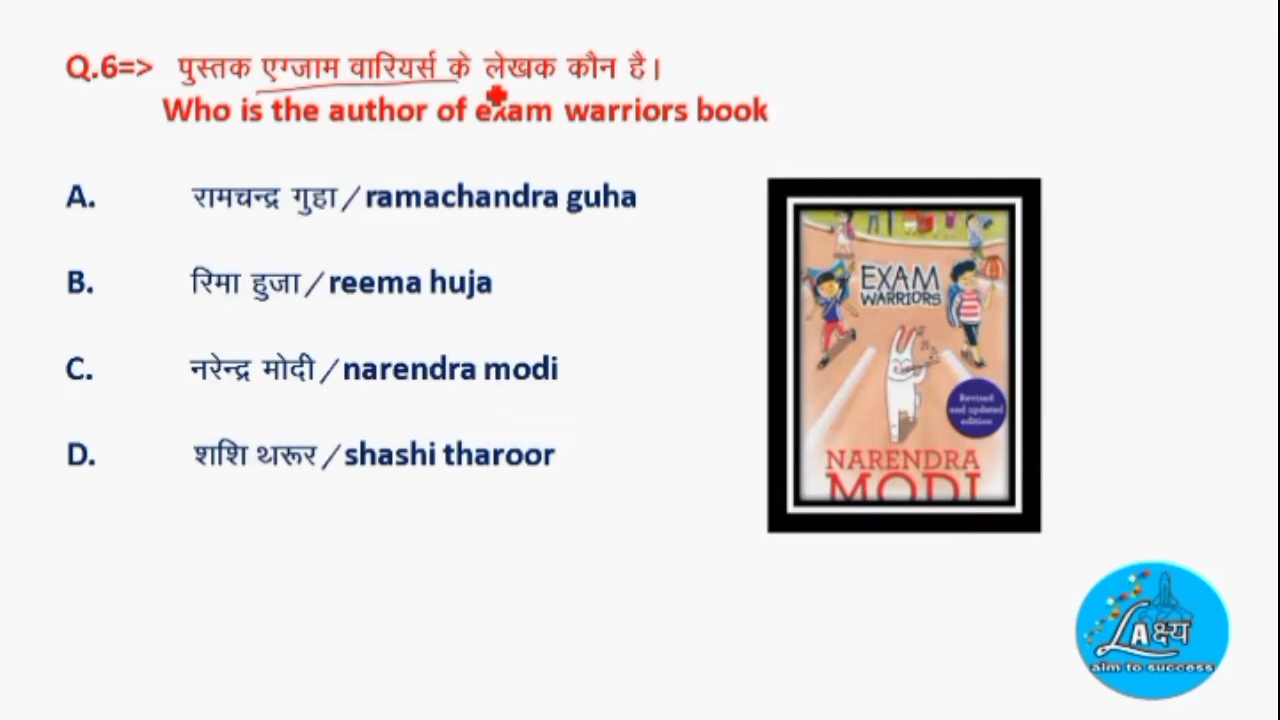 Q.6=> पुस्तक एग्जाम वारियर्स के लेखक कौन है।
Who is the author of exam warriors book
A. रामचन्द्र गुहा/ramachandra guha
B. रिमा हुजा/reema huja
C. नरेन्द्र मोदी/narendra modi
D. शशि थरूर/shashi tharoor
EXAM
WARRIORS
Revised
and updated
edition
NARENDRA
MODI
LAक्ष्य
aim to success